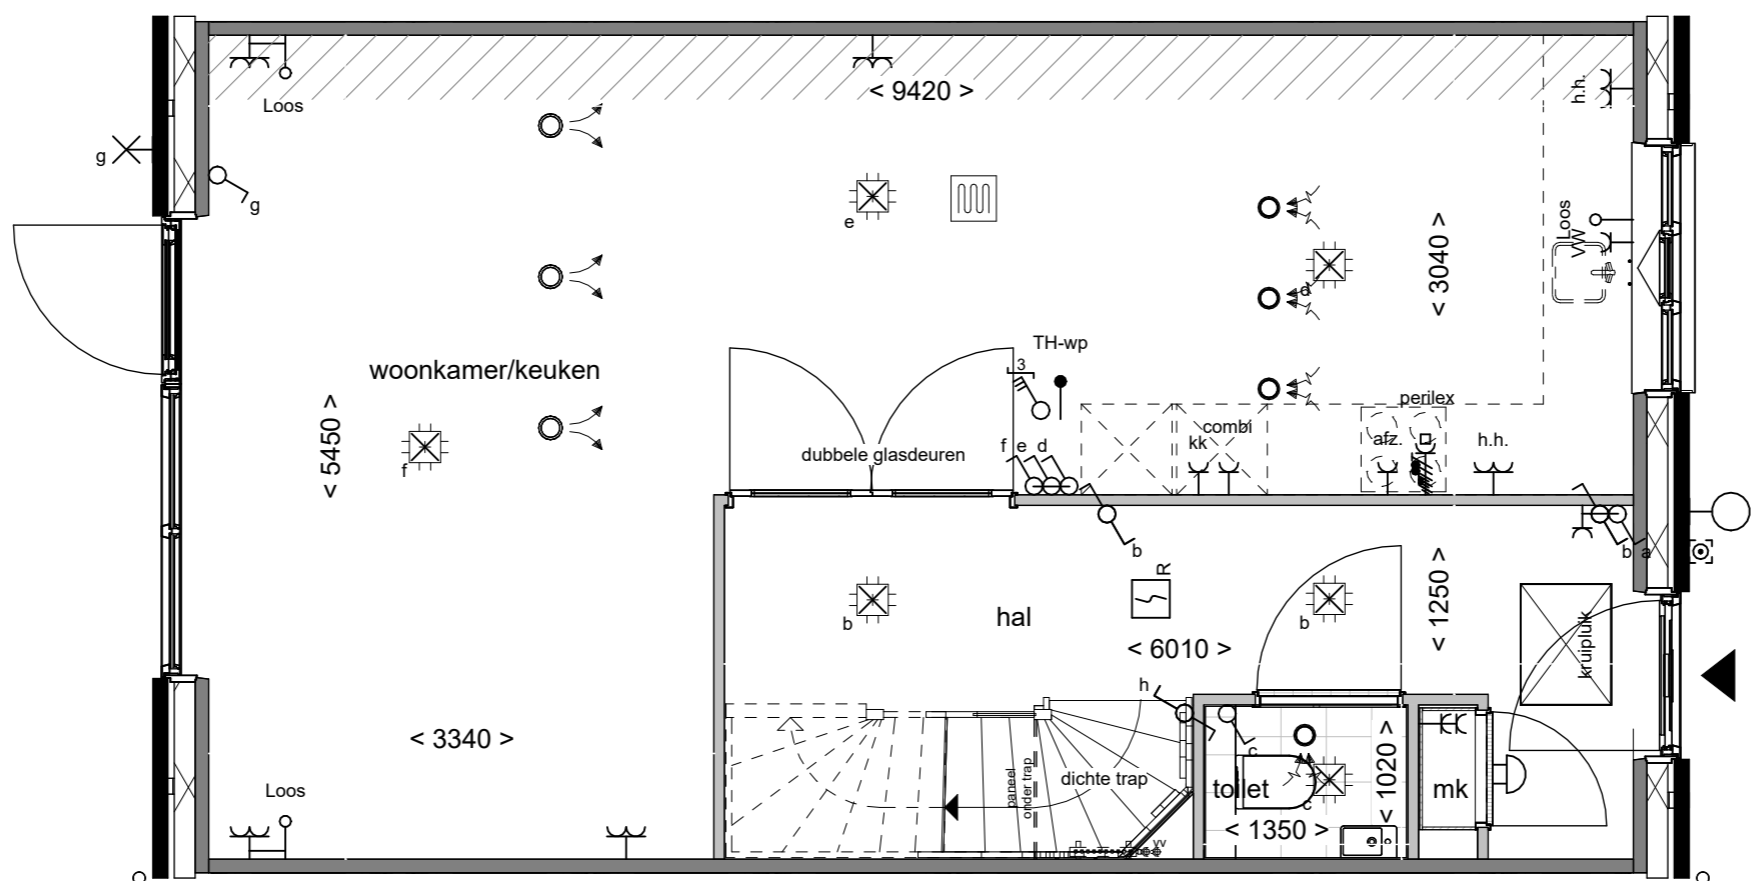 Loos
< 9420 >
h.h.
g
g
e
Loos
VW
< 3040 >
d
TH-wp
3
woonkamer/keuken
perilex
< 5450 >
combi
kk
afz.
h.h.
f
dubbele glasdeuren
f e d
b
b a
R
b
hal
b
< 1250 >
kruipluik
< 6010 >
h
< 3340 >
c
< 1020 >
dichte trap
paneel
onder trap
toilet
mk
Loos
c
< 1350 >
vv